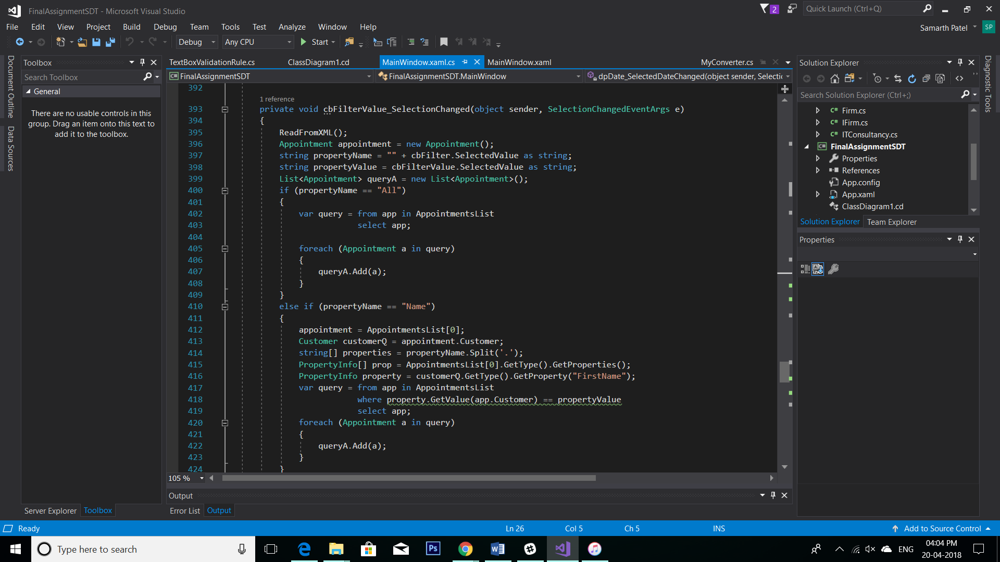 FinalAssignmentSDT - Microsoft Visual Studio
2
Quick Launch (Ctrl+Q)
File Edit View Project Build Debug Team Tools Test Analyze Window Help
Samarth Patel
SP
Debug
Any CPU
Start
Document Outline
Data Sources
Toolbox
Search Toolbox
General
There are no usable controls in this
group. Drag an item onto this text to
add it to the toolbox.
Server Explorer Toolbox
TextBoxValidationRule.cs ClassDiagram1.cd MainWindow.xaml.cs MainWindow.xaml MyConverter.cs
FinalAssignmentSDT FinalAssignmentSDT.MainWindow dpDate_SelectedDateChanged(object sender, Selectic
392
1 reference
393 private void cbFilterValue_SelectionChanged(object sender, SelectionChangedEventArgs e)
394 {
395 ReadFromXML();
396 Appointment appointment = new Appointment();
397 string propertyName = "" + cbFilter.SelectedValue as string;
398 string propertyValue = cbFilterValue.SelectedValue as string;
399 List<Appointment> queryA = new List<Appointment>();
400 if (propertyName == "All")
401 {
402 var query = from app in AppointmentsList
403 select app;
404
405 foreach (Appointment a in query)
406 {
407 queryA.Add(a);
408 }
409 }
410 else if (propertyName == "Name")
411 {
412 appointment = AppointmentsList[0];
413 Customer customerQ = appointment.Customer;
414 string[] properties = propertyName.Split('.');
415 PropertyInfo[] prop = AppointmentsList[0].GetType().GetProperties();
416 PropertyInfo property = customerQ.GetType().GetProperty("FirstName");
417 var query = from app in AppointmentsList
418 where property.GetValue(app.Customer) == propertyValue
419 select app;
420 foreach (Appointment a in query)
421 {
422 queryA.Add(a);
423 }
424 }
105 %
Output
Error List Output
Solution Explorer
Search Solution Explorer (Ctrl+;)
C# Firm.cs
C# IFirm.cs
C# ITConsultancy.cs
C# FinalAssignmentSDT
Properties
References
App.config
App.xaml
ClassDiagram1.cd
Solution Explorer Team Explorer
Properties
Diagnostic Tools
Ready
Ln 26
Col 5
Ch 5
INS
Add to Source Control
Type here to search
Ps
ENG
04:04 PM
20-04-2018